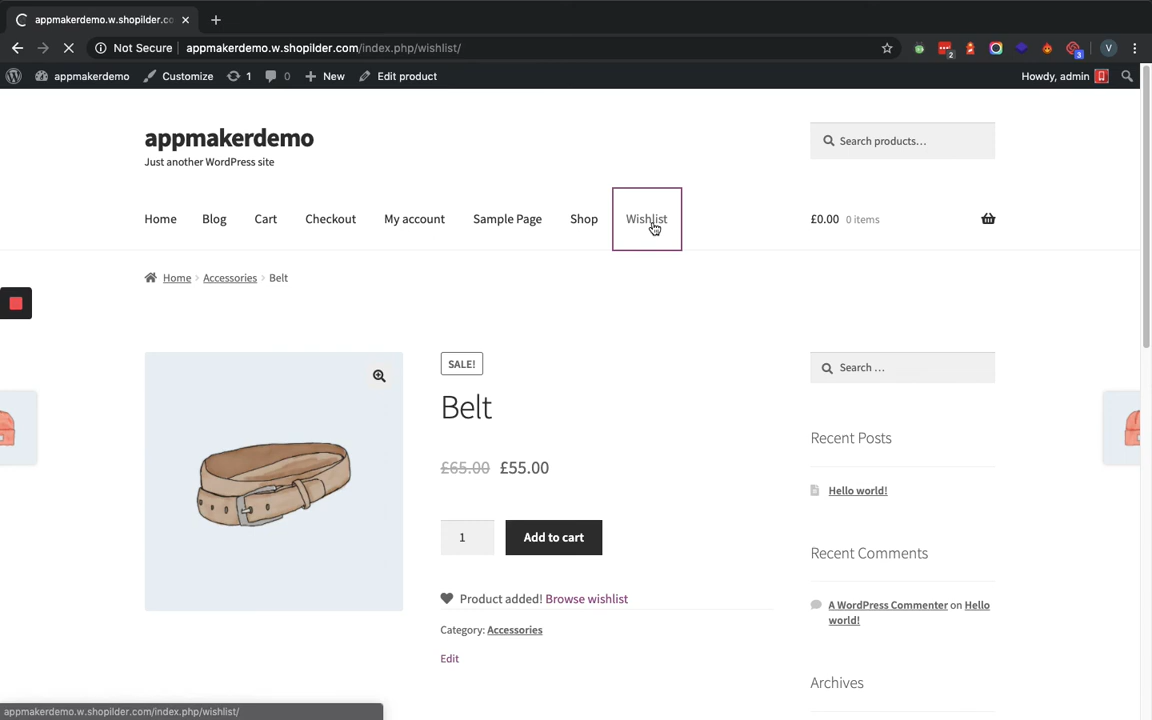 appmakerdemo.w.shopilder.co
Not Secure appmakerdemo.w.shopilder.com/index.php/wishlist/
2 3 V
appmakerdemo Customize 1 0 New Edit product Howdy, admin
appmakerdemo
Just another WordPress site
Search products…
Home Blog Cart Checkout My account Sample Page Shop Wishlist £0.00 0 items
Home Accessories Belt
SALE!
Belt
£65.00 £55.00
1 Add to cart
Product added! Browse wishlist
Category: Accessories
Edit
Search …
Recent Posts
Hello world!
Recent Comments
A WordPress Commenter on Hello
world!
Archives
appmakerdemo.w.shopilder.com/index.php/wishlist/